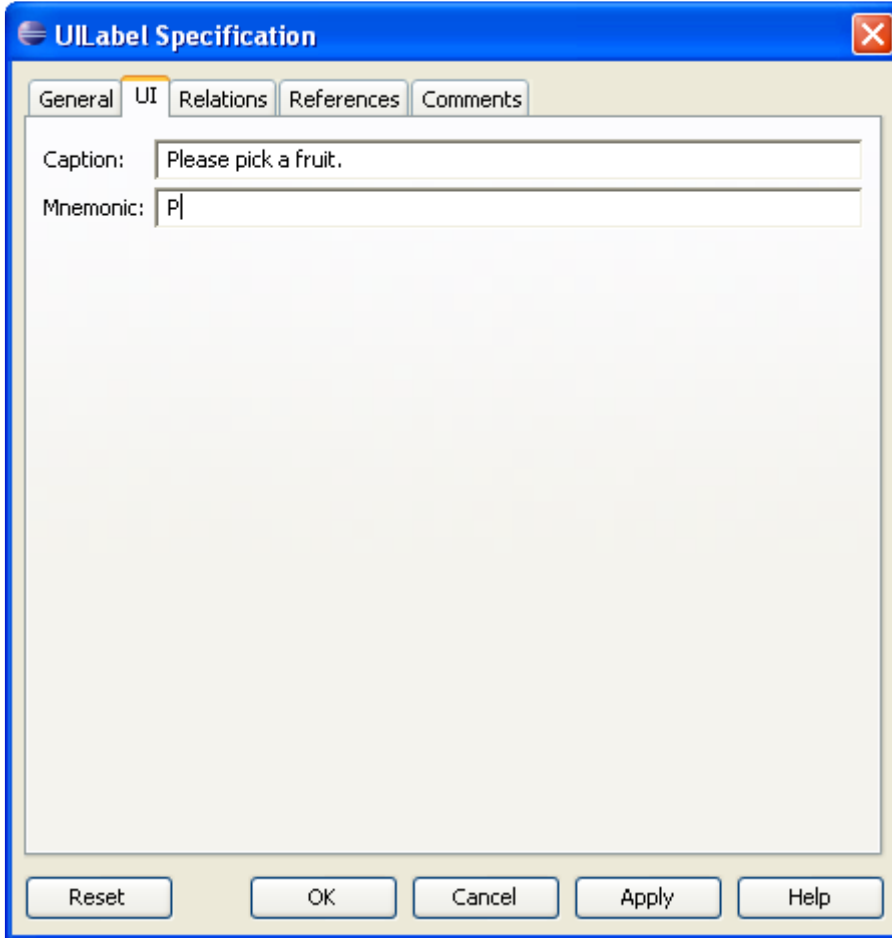 UILabel Specification
General UI Relations References Comments
Caption: Please pick a fruit.
Mnemonic: P
Reset OK Cancel Apply Help